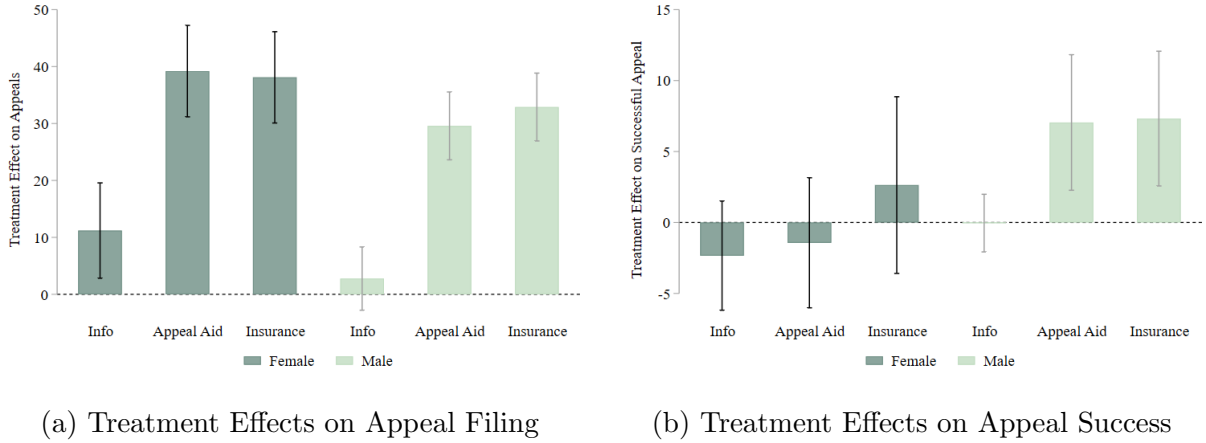 Treatment Effect on Appeals
50
40
30
20
10
0
Info Appeal Aid Insurance Info Appeal Aid Insurance
Female Male
(a) Treatment Effects on Appeal Filing
Treatment Effect on Successful Appeal
15
10
5
0
-5
Info Appeal Aid Insurance Info Appeal Aid Insurance
Female Male
(b) Treatment Effects on Appeal Success